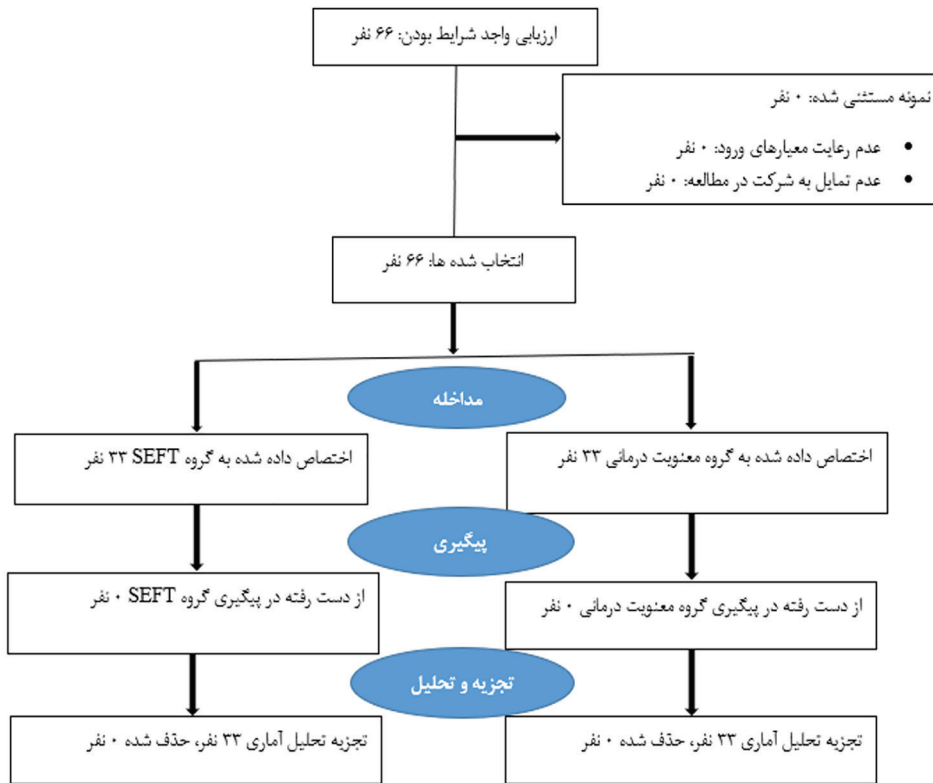 ارزیابی واجد شرایط بودن: ۶۶ نفر
نمونه مستثنی شده: ۰ نفر
• عدم رعایت معیارهای ورود: ۰ نفر
• عدم تمایل به شرکت در مطالعه: ۰ نفر
انتخاب شده ها: ۶۶ نفر
مداخله
اختصاص داده شده به گروه معنویت درمانی ۳۳ نفر
اختصاص داده شده به گروه SEFT ۳۳ نفر
پیگیری
از دست رفته در پیگیری گروه معنویت درمانی ۰ نفر
از دست رفته در پیگیری گروه SEFT ۰ نفر
تجزیه و تحلیل
تجزیه تحلیل آماری ۳۳ نفر، حذف شده ۰ نفر
تجزیه تحلیل آماری ۳۳ نفر، حذف شده ۰ نفر